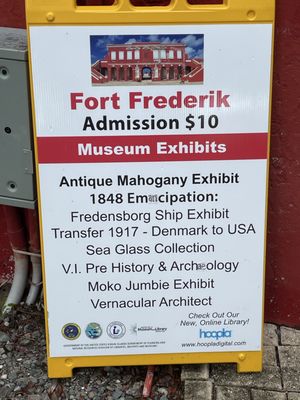 Fort Frederik
Admission $10
Museum Exhibits
Antique Mahogany Exhibit
1848 Emancipation:
Fredensborg Ship Exhibit
Transfer 1917 - Denmark to USA
Sea Glass Collection
V.I. Pre History & Archeology
Moko Jumbie Exhibit
Vernacular Architect
Check Out Our
New, Online Library!
hoopla
www.hoopladigital.com